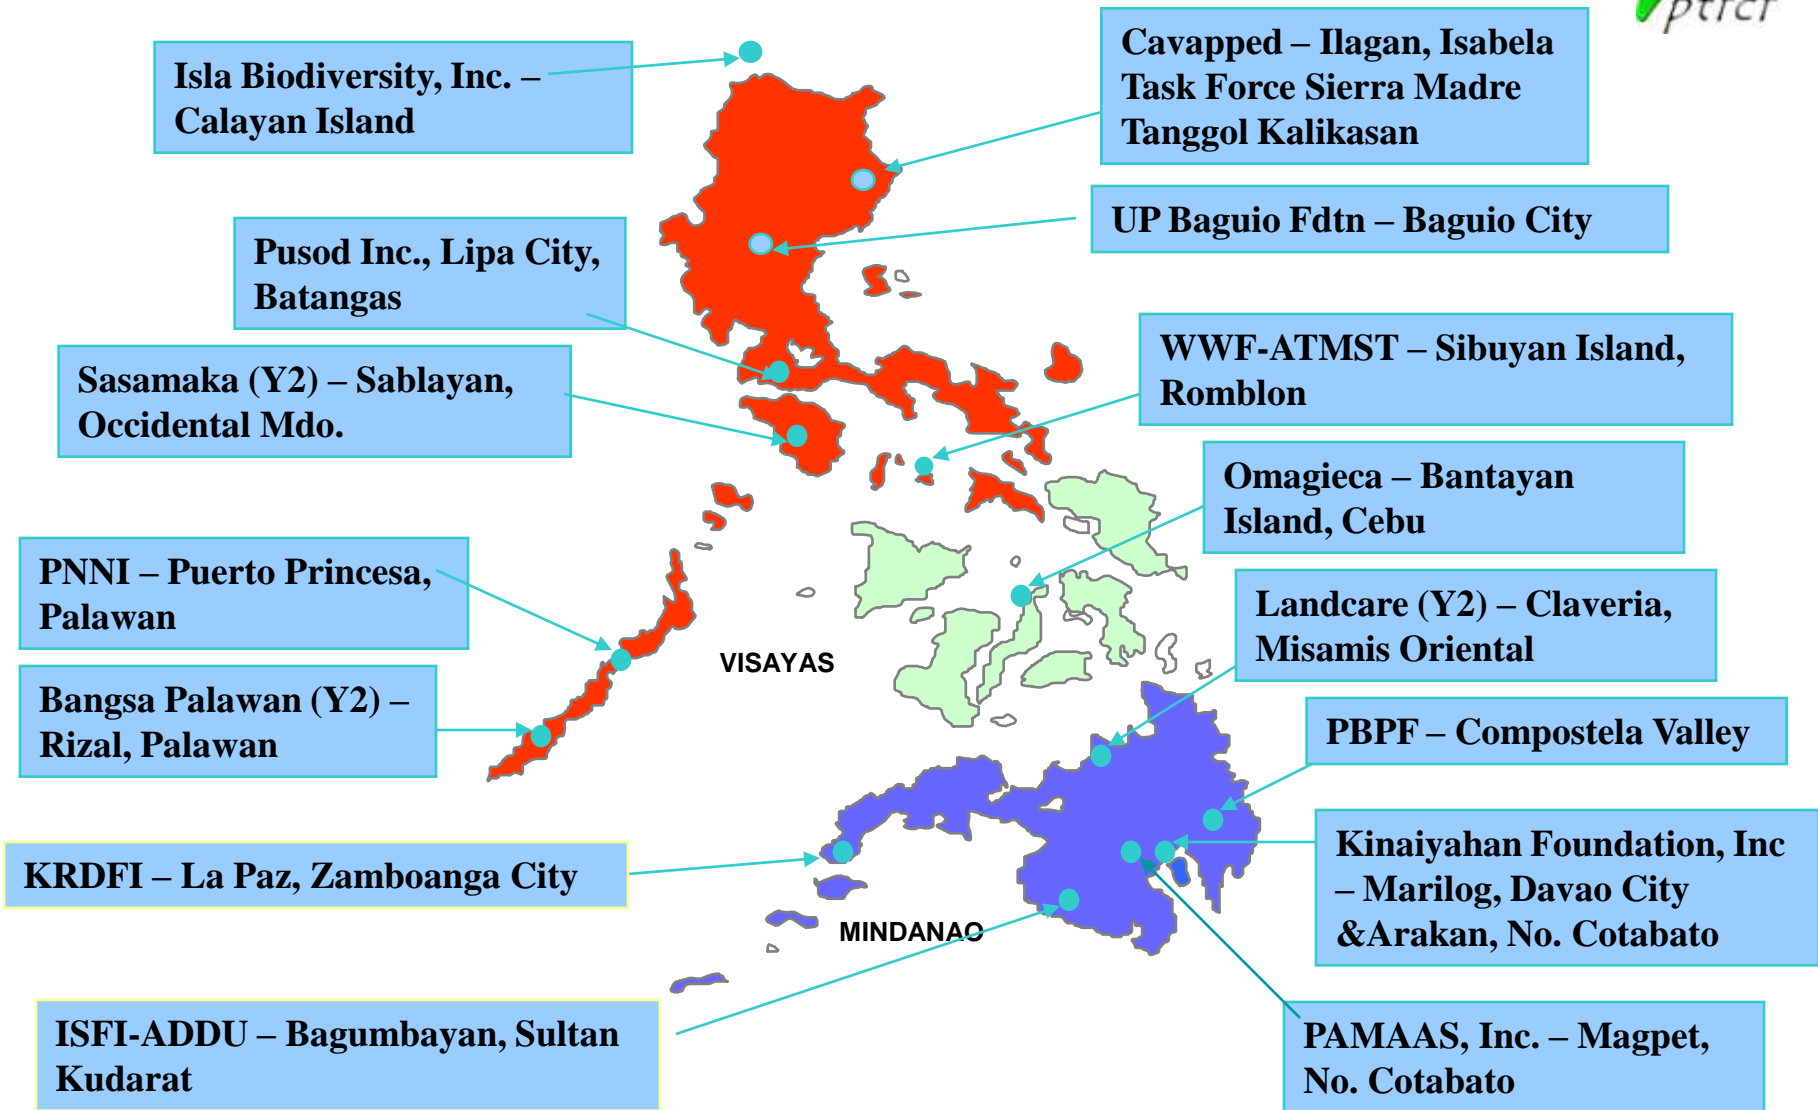 ptfcf
Isla Biodiversity, Inc. –
Calayan Island
Cavapped – Ilagan, Isabela
Task Force Sierra Madre
Tanggol Kalikasan
UP Baguio Fdtn – Baguio City
Pusod Inc., Lipa City,
Batangas
WWF-ATMST – Sibuyan Island,
Romblon
Sasamaka (Y2) – Sablayan,
Occidental Mdo.
Omagieca – Bantayan
Island, Cebu
PNNI – Puerto Princesa,
Palawan
Landcare (Y2) – Claveria,
Misamis Oriental
VISAYAS
Bangsa Palawan (Y2) –
Rizal, Palawan
PBPF – Compostela Valley
KRDFI – La Paz, Zamboanga City
Kinaiyahan Foundation, Inc
– Marilog, Davao City
&Arakan, No. Cotabato
MINDANAO
ISFI-ADDU – Bagumbayan, Sultan
Kudarat
PAMAAS, Inc. – Magpet,
No. Cotabato